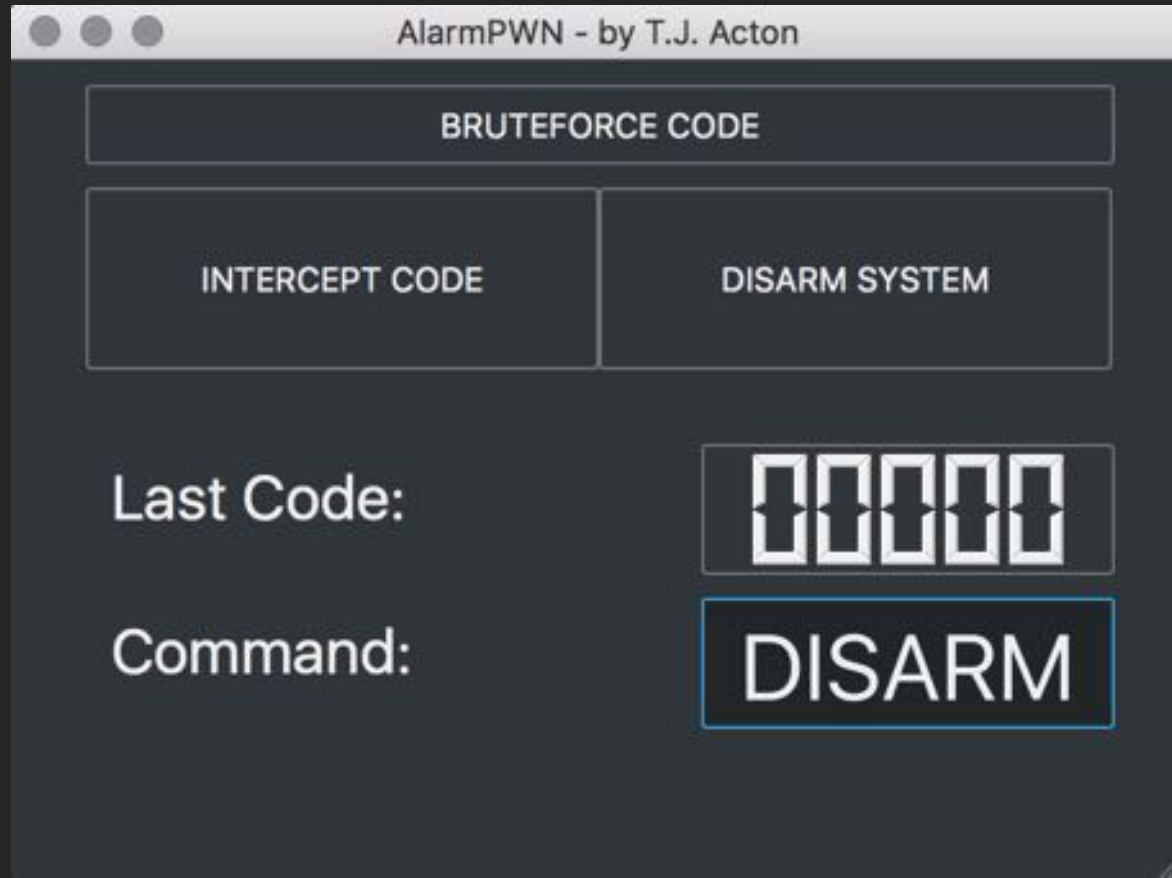 AlarmPWN - by T.J. Acton
BRUTEFORCE CODE
INTERCEPT CODE
DISARM SYSTEM
Last Code:
00000
Command:
DISARM